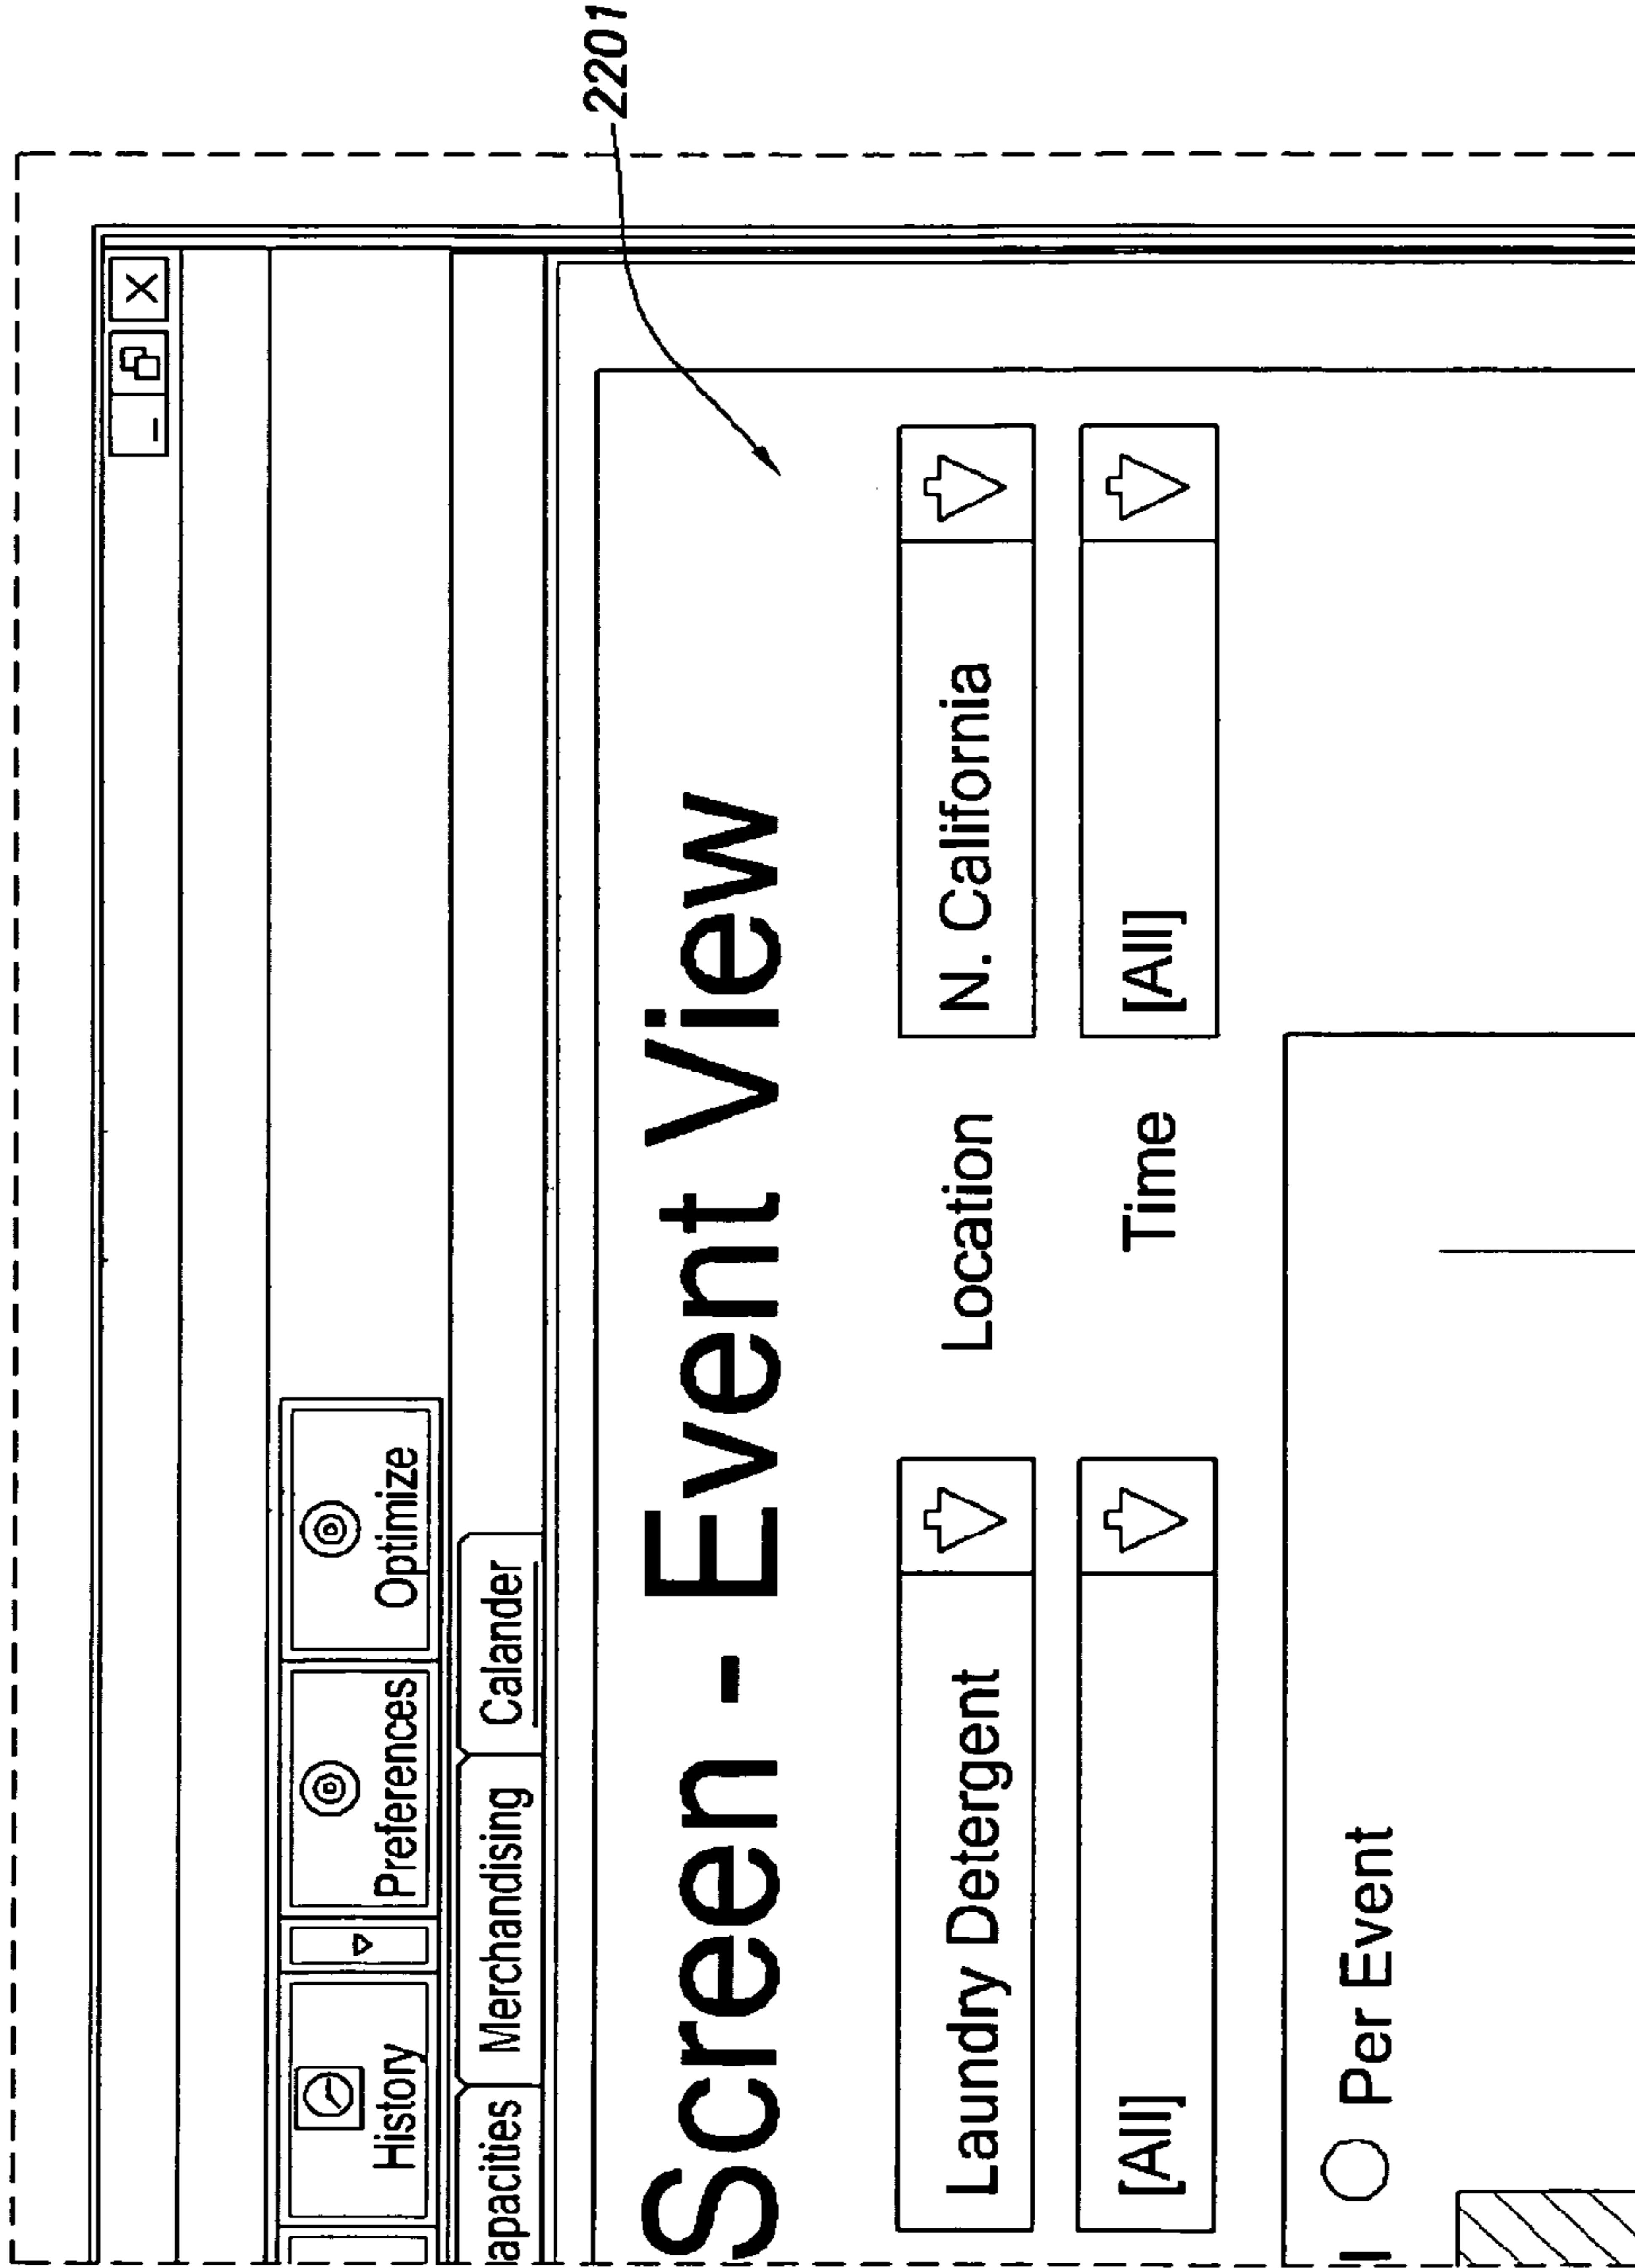 2201
History Preferences Optimize
apacities Merchandising Calander
Screen - Event View
Laundry Detergent Location N. California
[All] Time [All]
Per Event